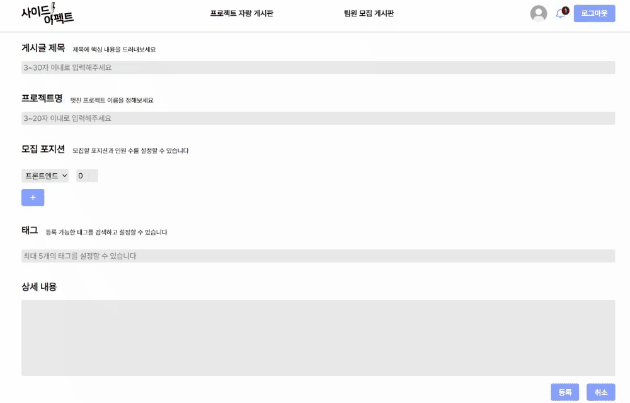 사이드
어펙트
프로젝트 자랑 게시판
팀원 모집 게시판
1
로그아웃
게시글 제목 제목에 핵심 내용을 드러내보세요
3~30자 이내로 입력해주세요
프로젝트명 멋진 프로젝트 이름을 정해보세요
3~20자 이내로 입력해주세요
모집 포지션 모집할 포지션과 인원 수를 설정할 수 있습니다
프론트엔드 0
+
태그 등록 가능한 태그를 검색하고 설정할 수 있습니다
최대 5개의 태그를 설정할 수 있습니다
상세 내용
등록 취소